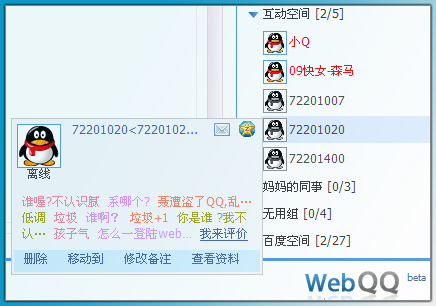 互动空间 [2/5]
小Q
09快女-森马
72201007
72201020
72201400
妈妈的同事 [0/3]
无用组 [0/4]
百度空间 [2/27]
72201020<7220102...
离线
谁喔?不认识腻 系哪个? 聂遭盗了QQ,乱…
低调 垃圾 谁啊? 垃圾+1 你是谁 ?我不
认… 孩子气 怎么一登陆web… 我来评价
删除 移动到 修改备注 查看资料
WebQQ beta